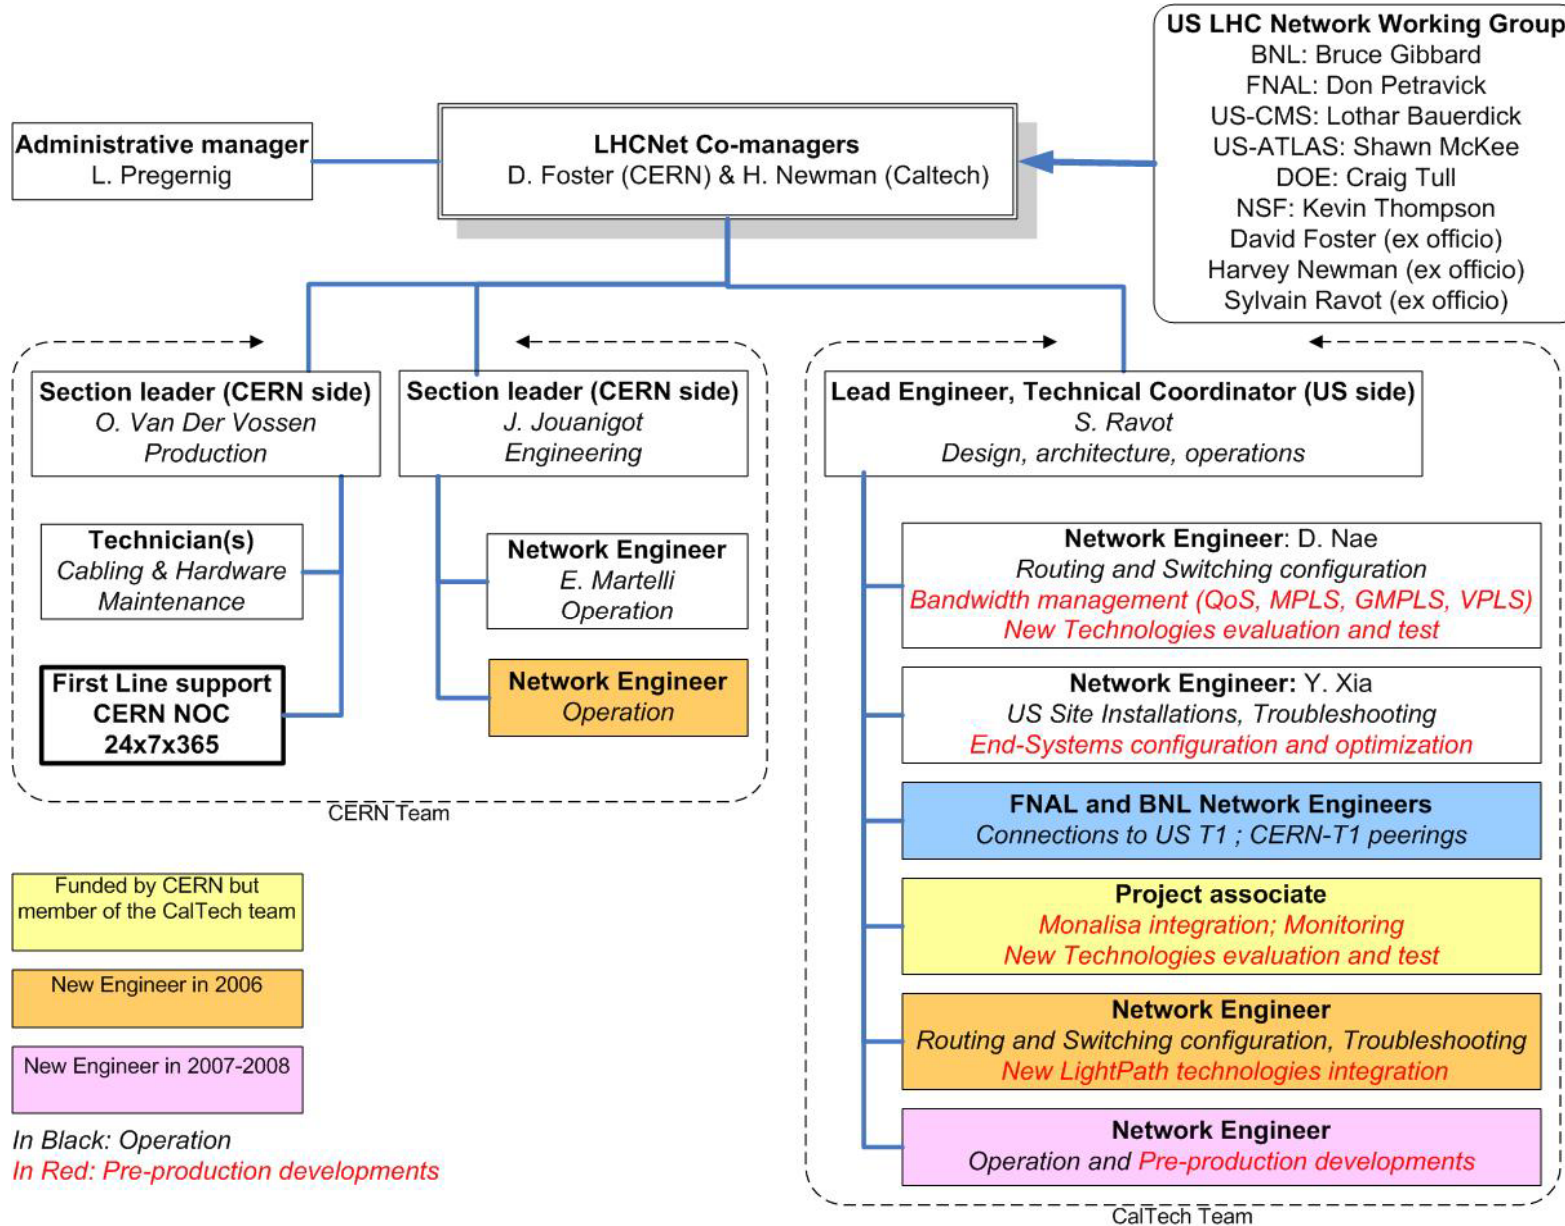 US LHC Network Working Group
BNL: Bruce Gibbard
FNAL: Don Petravick
US-CMS: Lothar Bauerdick
US-ATLAS: Shawn McKee
DOE: Craig Tull
NSF: Kevin Thompson
David Foster (ex officio)
Harvey Newman (ex officio)
Sylvain Ravot (ex officio)
Administrative manager
L. Pregernig
LHCNet Co-managers
D. Foster (CERN) & H. Newman (Caltech)
Section leader (CERN side)
O. Van Der Vossen
Production
Section leader (CERN side)
J. Jouanigot
Engineering
Lead Engineer, Technical Coordinator (US side)
S. Ravot
Design, architecture, operations
Technician(s)
Cabling & Hardware
Maintenance
First Line support
CERN NOC
24x7x365
Network Engineer
E. Martelli
Operation
Network Engineer
Operation
CERN Team
Network Engineer: D. Nae
Routing and Switching configuration
Bandwidth management (QoS, MPLS, GMPLS, VPLS)
New Technologies evaluation and test
Network Engineer: Y. Xia
US Site Installations, Troubleshooting
End-Systems configuration and optimization
FNAL and BNL Network Engineers
Connections to US T1 ; CERN-T1 peerings
Project associate
Monalisa integration; Monitoring
New Technologies evaluation and test
Network Engineer
Routing and Switching configuration, Troubleshooting
New LightPath technologies integration
Network Engineer
Operation and Pre-production developments
CalTech Team
Funded by CERN but
member of the CalTech team
New Engineer in 2006
New Engineer in 2007-2008
In Black: Operation
In Red: Pre-production developments